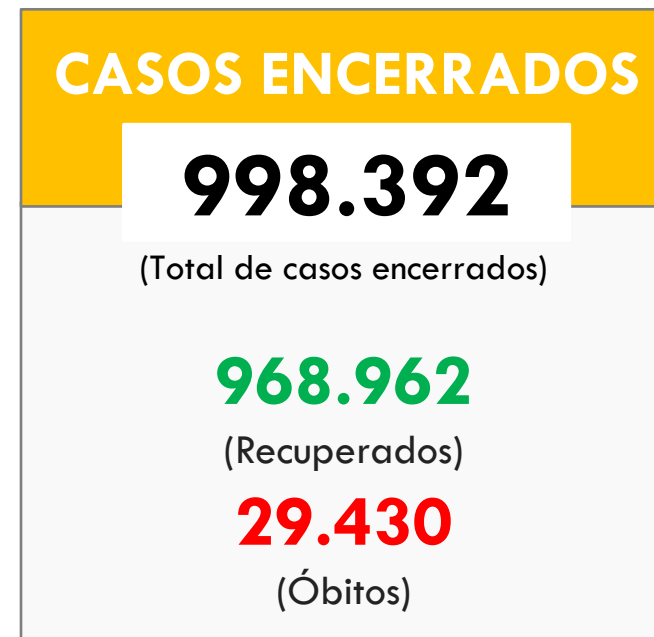 CASOS ENCERRADOS
998.392
(Total de casos encerrados)
968.962
(Recuperados)
29.430
(Óbitos)